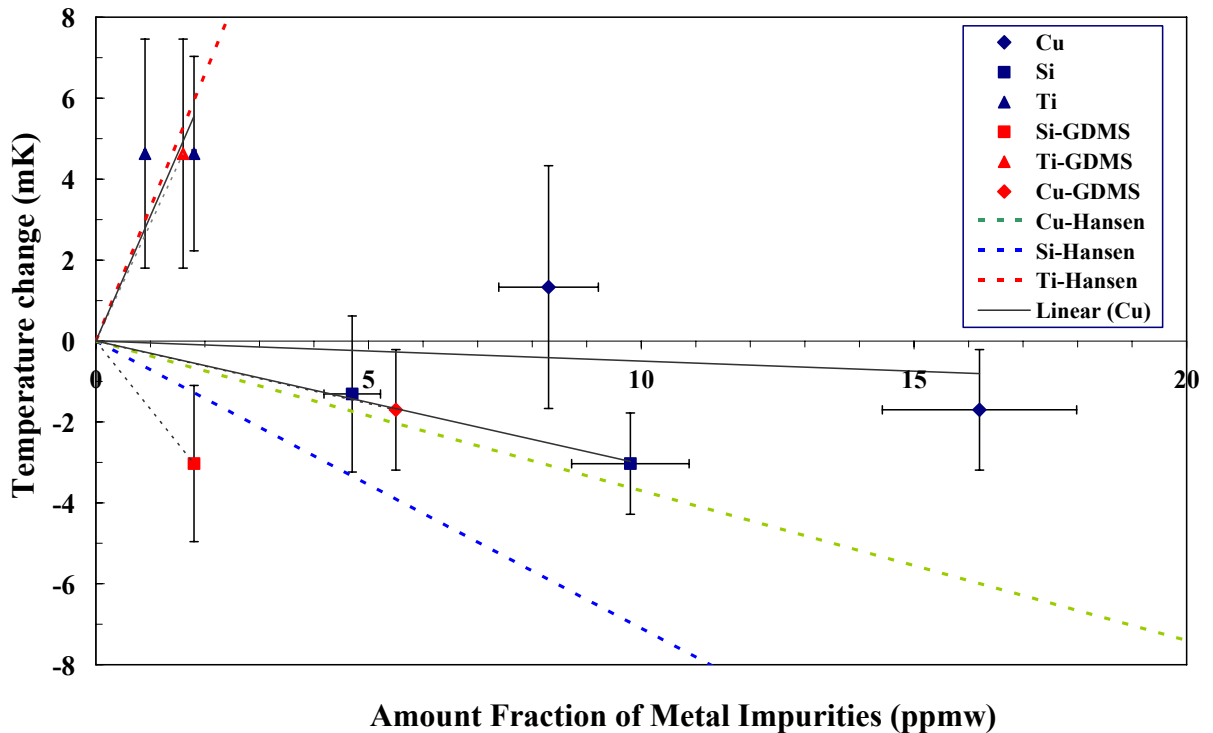 8
6
4
2
0
-2
-4
-6
-8
0
5
10
15
20
Temperature change (mK)
Amount Fraction of Metal Impurities (ppmw)
Cu
Si
Ti
Si-GDMS
Ti-GDMS
Cu-GDMS
Cu-Hansen
Si-Hansen
Ti-Hansen
Linear (Cu)